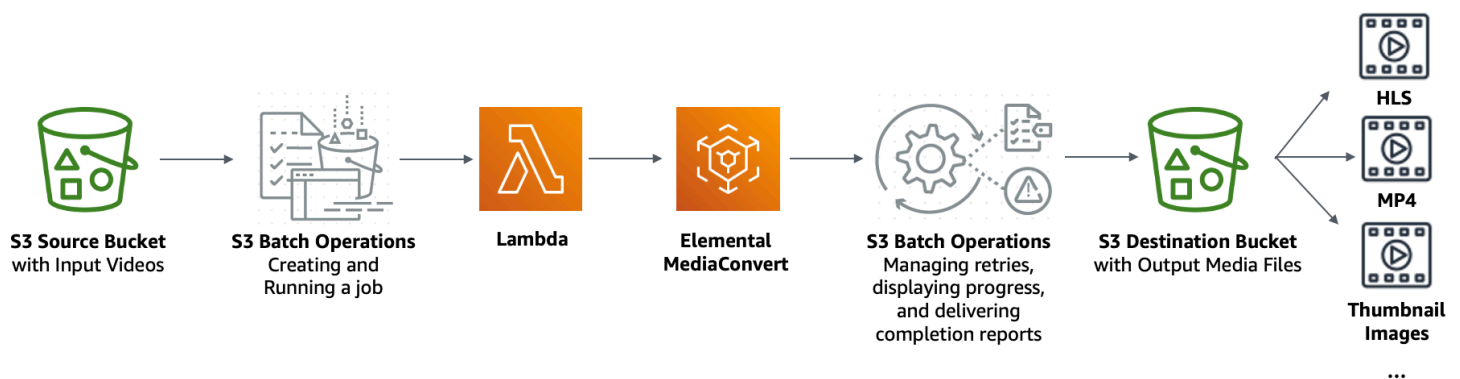 S3 Source Bucket
with Input Videos
S3 Batch Operations
Creating and
Running a job
Lambda
Elemental
MediaConvert
S3 Batch Operations
Managing retries,
displaying progress,
and delivering
completion reports
S3 Destination Bucket
with Output Media Files
HLS
MP4
Thumbnail
Images
...